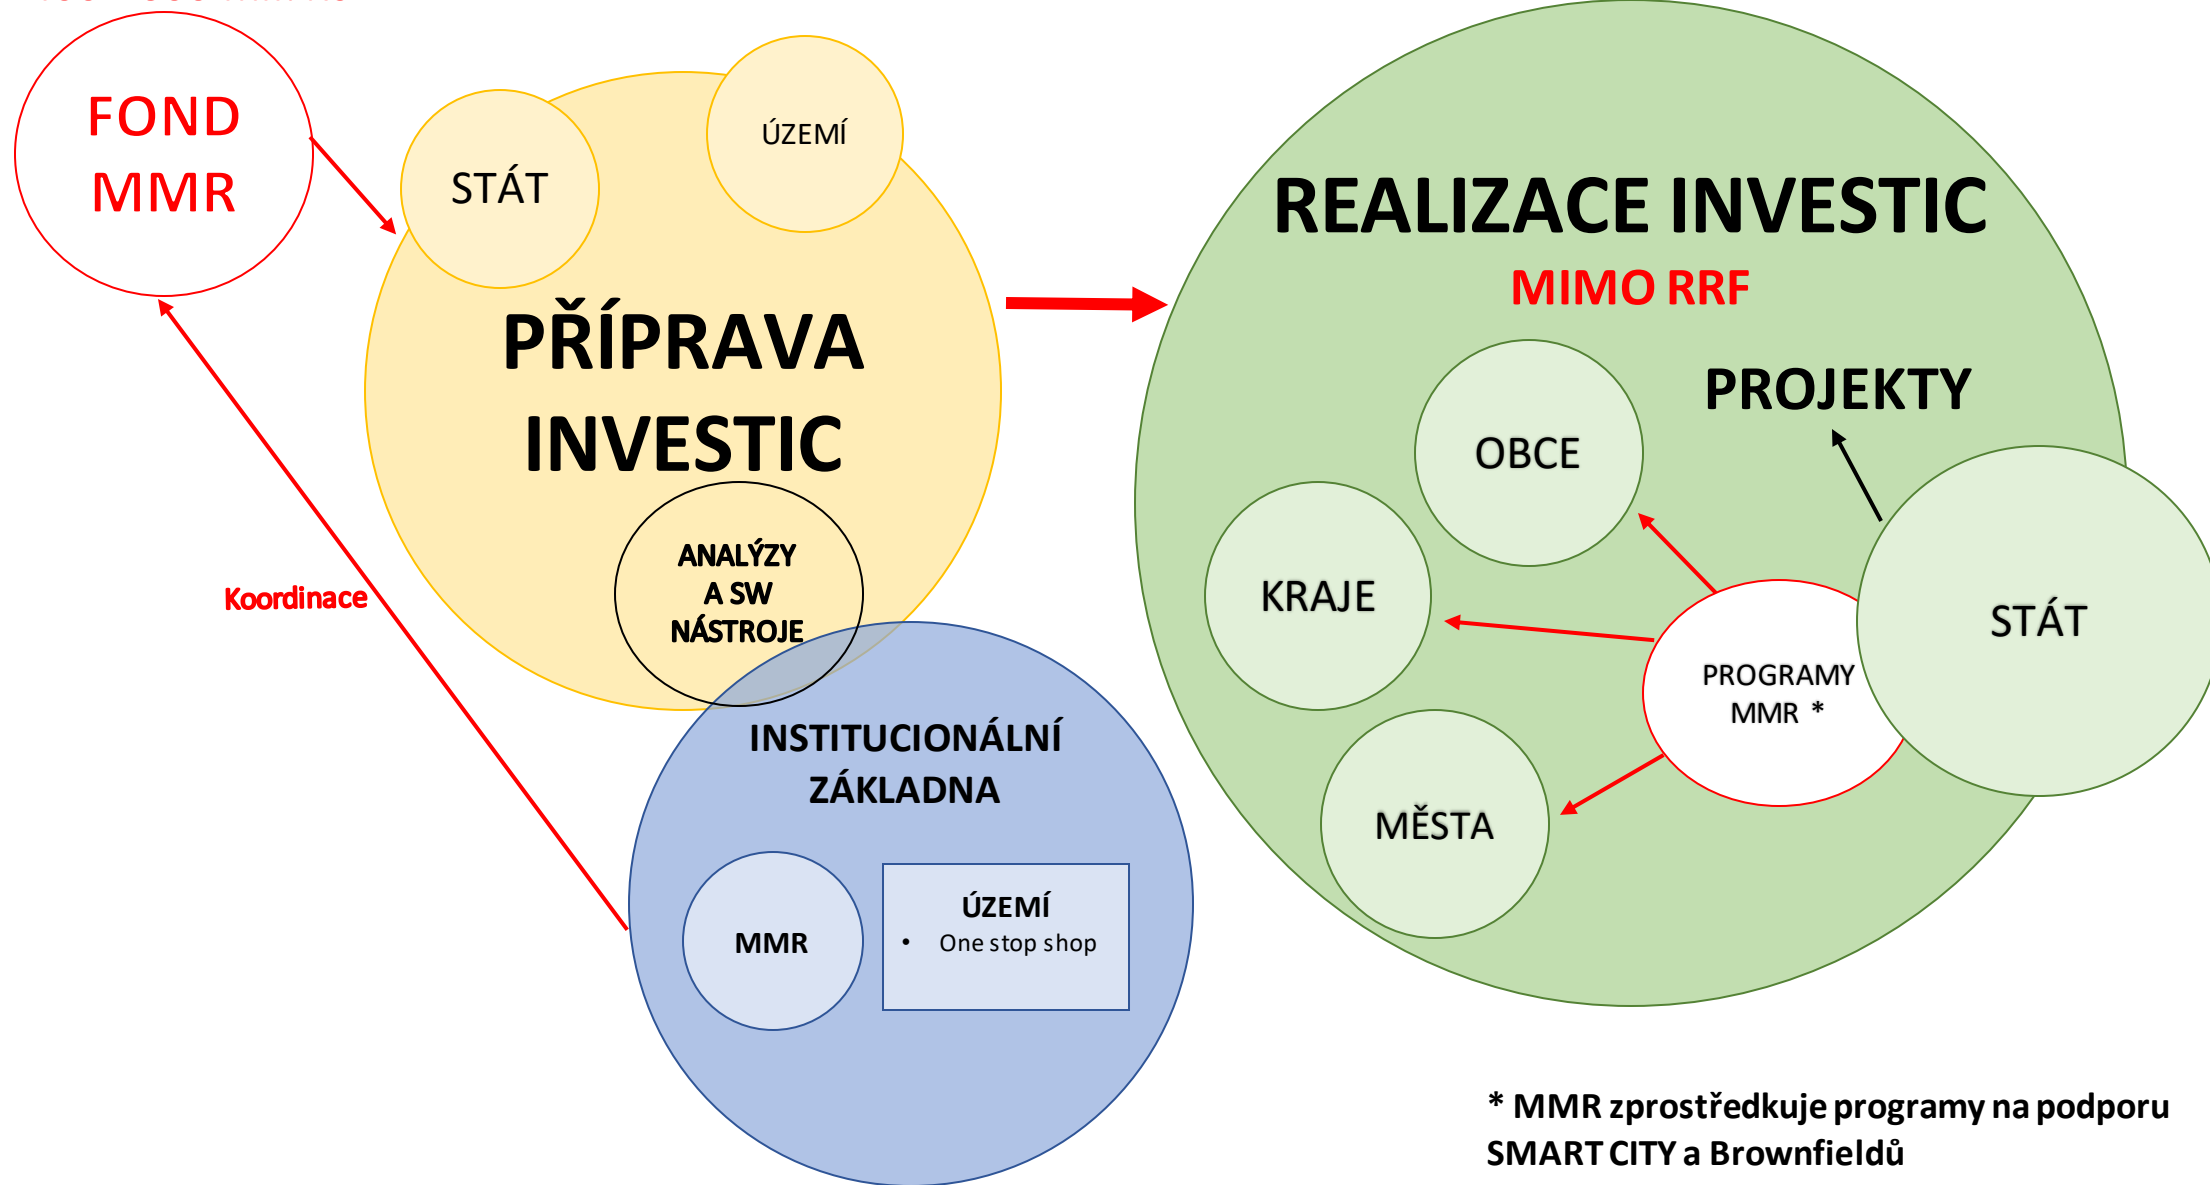 FOND
MMR
STÁT
ÚZEMÍ
PŘÍPRAVA
INVESTIC
ANALÝZY
A SW
NÁSTROJE
Koordinace
INSTITUCIONÁLNÍ
ZÁKLADNA
MMR
ÚZEMÍ
• One stop shop
REALIZACE INVESTIC
MIMO RRF
PROJEKTY
OBCE
KRAJE
STÁT
PROGRAMY
MMR *
MĚSTA
* MMR zprostředkuje programy na podporu
SMART CITY a Brownfieldů